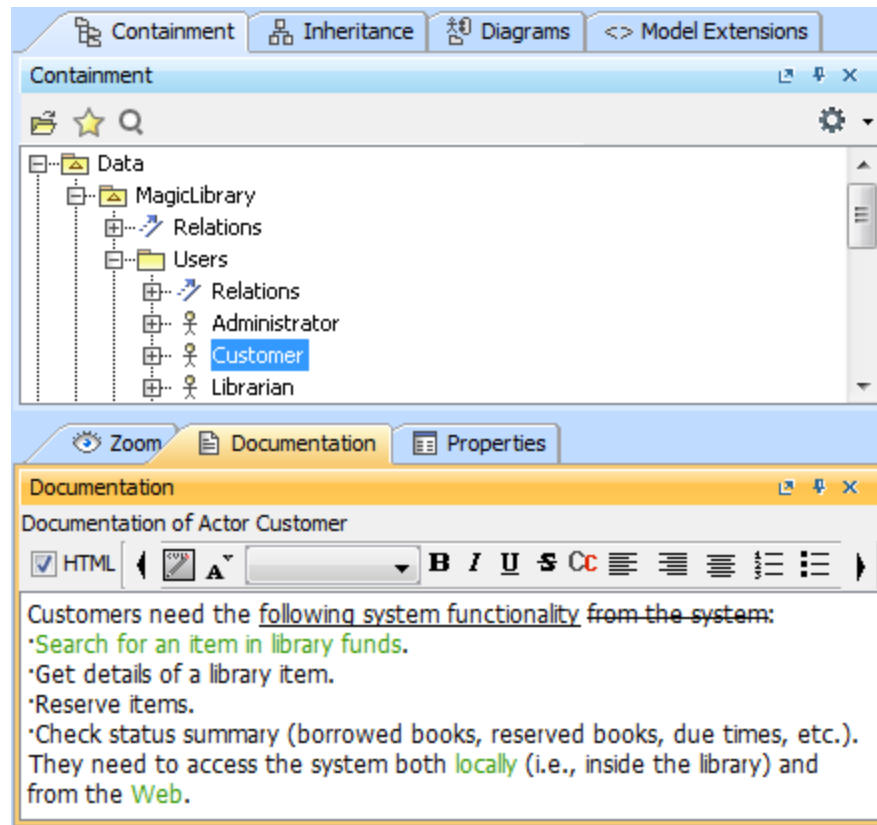 Containment Inheritance Diagrams <> Model Extensions
Containment
Data
MagicLibrary
Relations
Users
Relations
Administrator
Customer
Librarian
Zoom Documentation Properties
Documentation
Documentation of Actor Customer
HTML A B I U S Cc
Customers need the following system functionality from the system:
·Search for an item in library funds.
·Get details of a library item.
·Reserve items.
·Check status summary (borrowed books, reserved books, due times, etc.).
They need to access the system both locally (i.e., inside the library) and
from the Web.